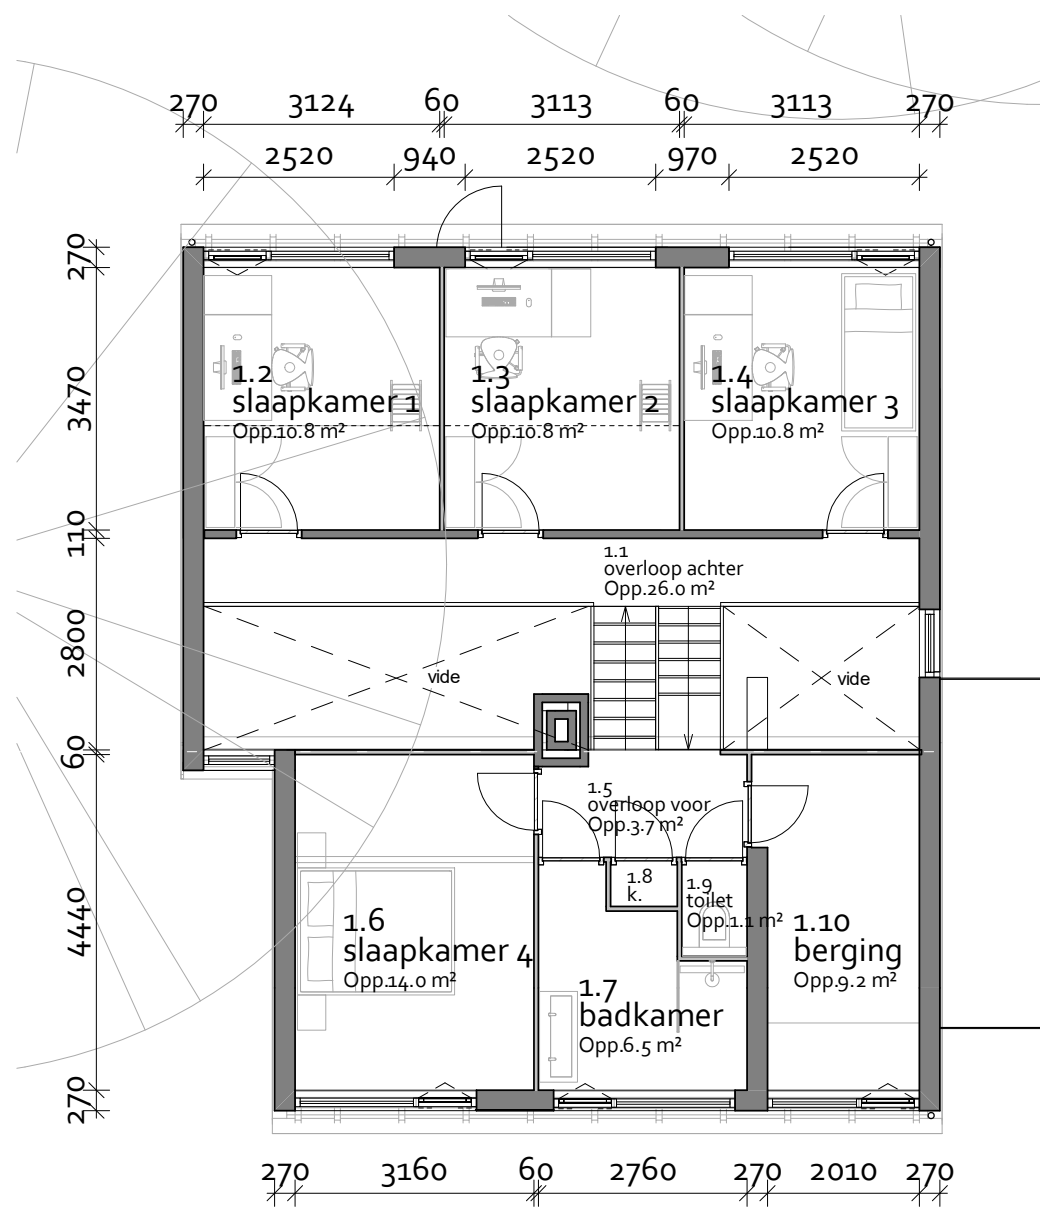 270 3124 60 3113 60 3113 270
2520 940 2520 970 2520
270
3470
110
2800
60
4440
270
1.2
slaapkamer 1
Opp.10.8 m²
1.3
slaapkamer 2
Opp.10.8 m²
1.4
slaapkamer 3
Opp.10.8 m²
1.1
overloop achter
Opp.26.0 m²
vide
vide
1.5
overloop voor
Opp.3.7 m²
1.8
k.
1.9
toilet
Opp.1.1 m²
1.6
slaapkamer 4
Opp.14.0 m²
1.10
berging
Opp.9.2 m²
1.7
badkamer
Opp.6.5 m²
270 3160 60 2760 270 2010 270